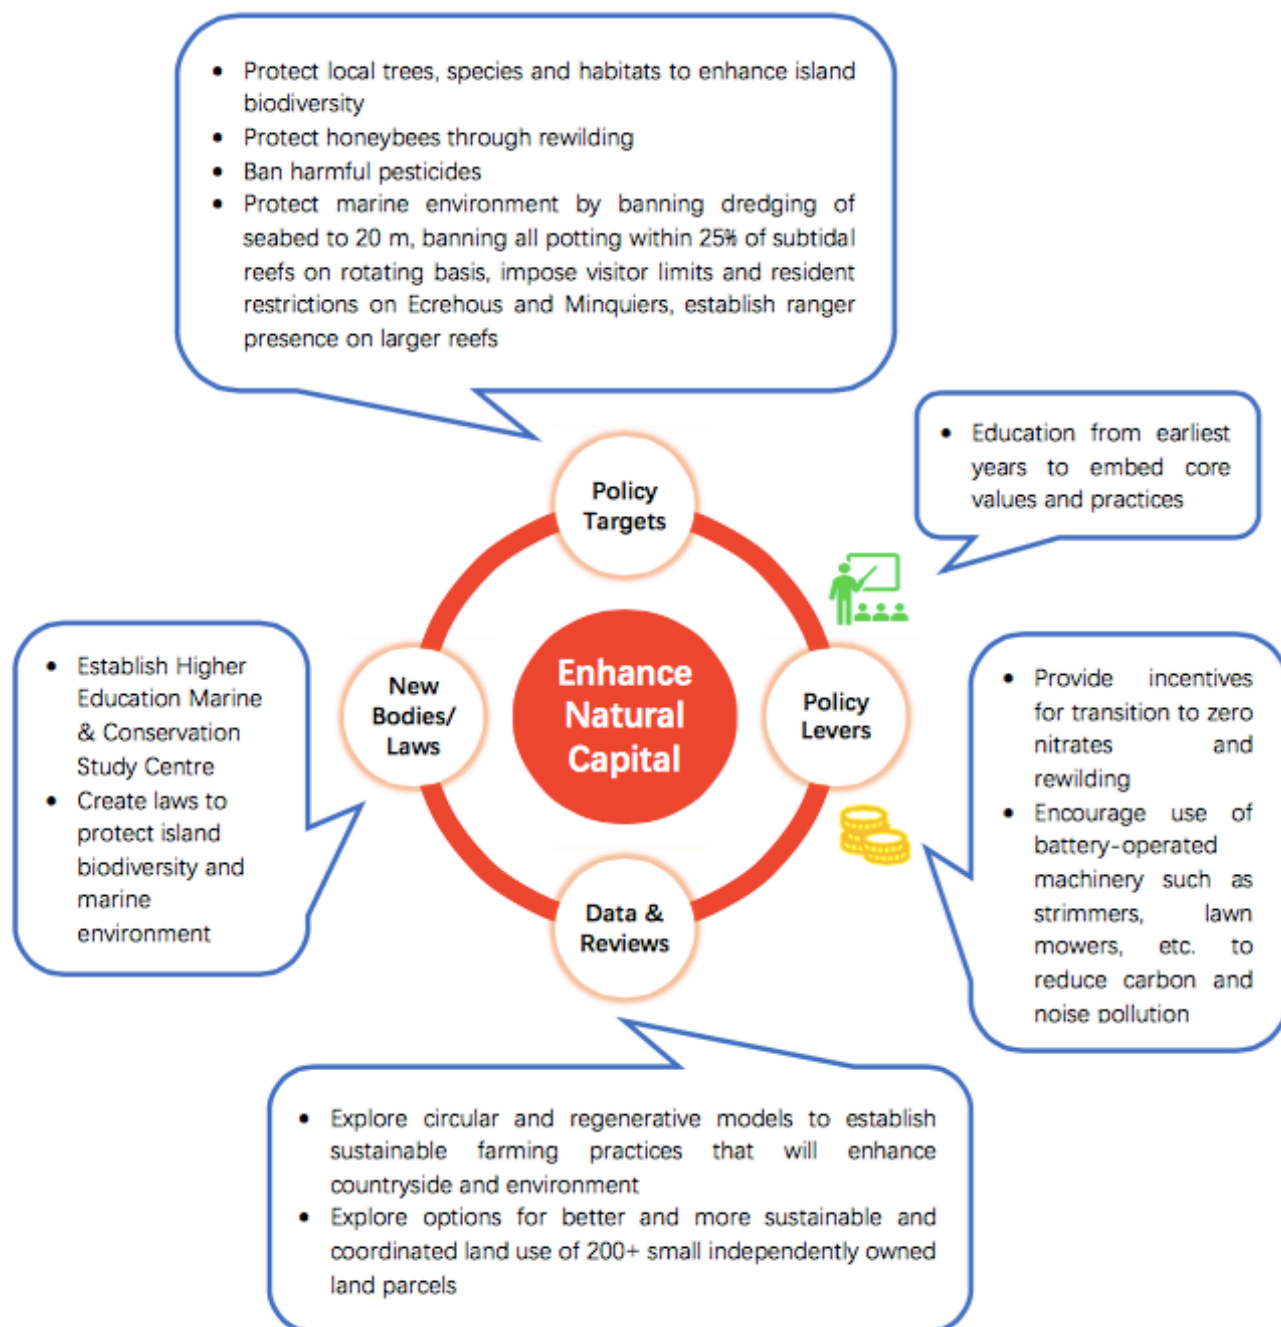 • Protect local trees, species and habitats to enhance island
biodiversity
• Protect honeybees through rewilding
• Ban harmful pesticides
• Protect marine environment by banning dredging of
seabed to 20 m, banning all potting within 25% of subtidal
reefs on rotating basis, impose visitor limits and resident
restrictions on Ecrehous and Minquiers, establish ranger
presence on larger reefs
• Education from earliest
years to embed core
values and practices
Policy
Targets
• Establish Higher
Education Marine
& Conservation
Study Centre
• Create laws to
protect island
biodiversity and
marine
environment
New
Bodies/
Laws
Enhance
Natural
Capital
Policy
Levers
• Provide incentives
for transition to zero
nitrates and
rewilding
• Encourage use of
battery-operated
machinery such as
strimmers, lawn
mowers, etc. to
reduce carbon and
noise pollution
Data &
Reviews
• Explore circular and regenerative models to establish
sustainable farming practices that will enhance
countryside and environment
• Explore options for better and more sustainable and
coordinated land use of 200+ small independently owned
land parcels